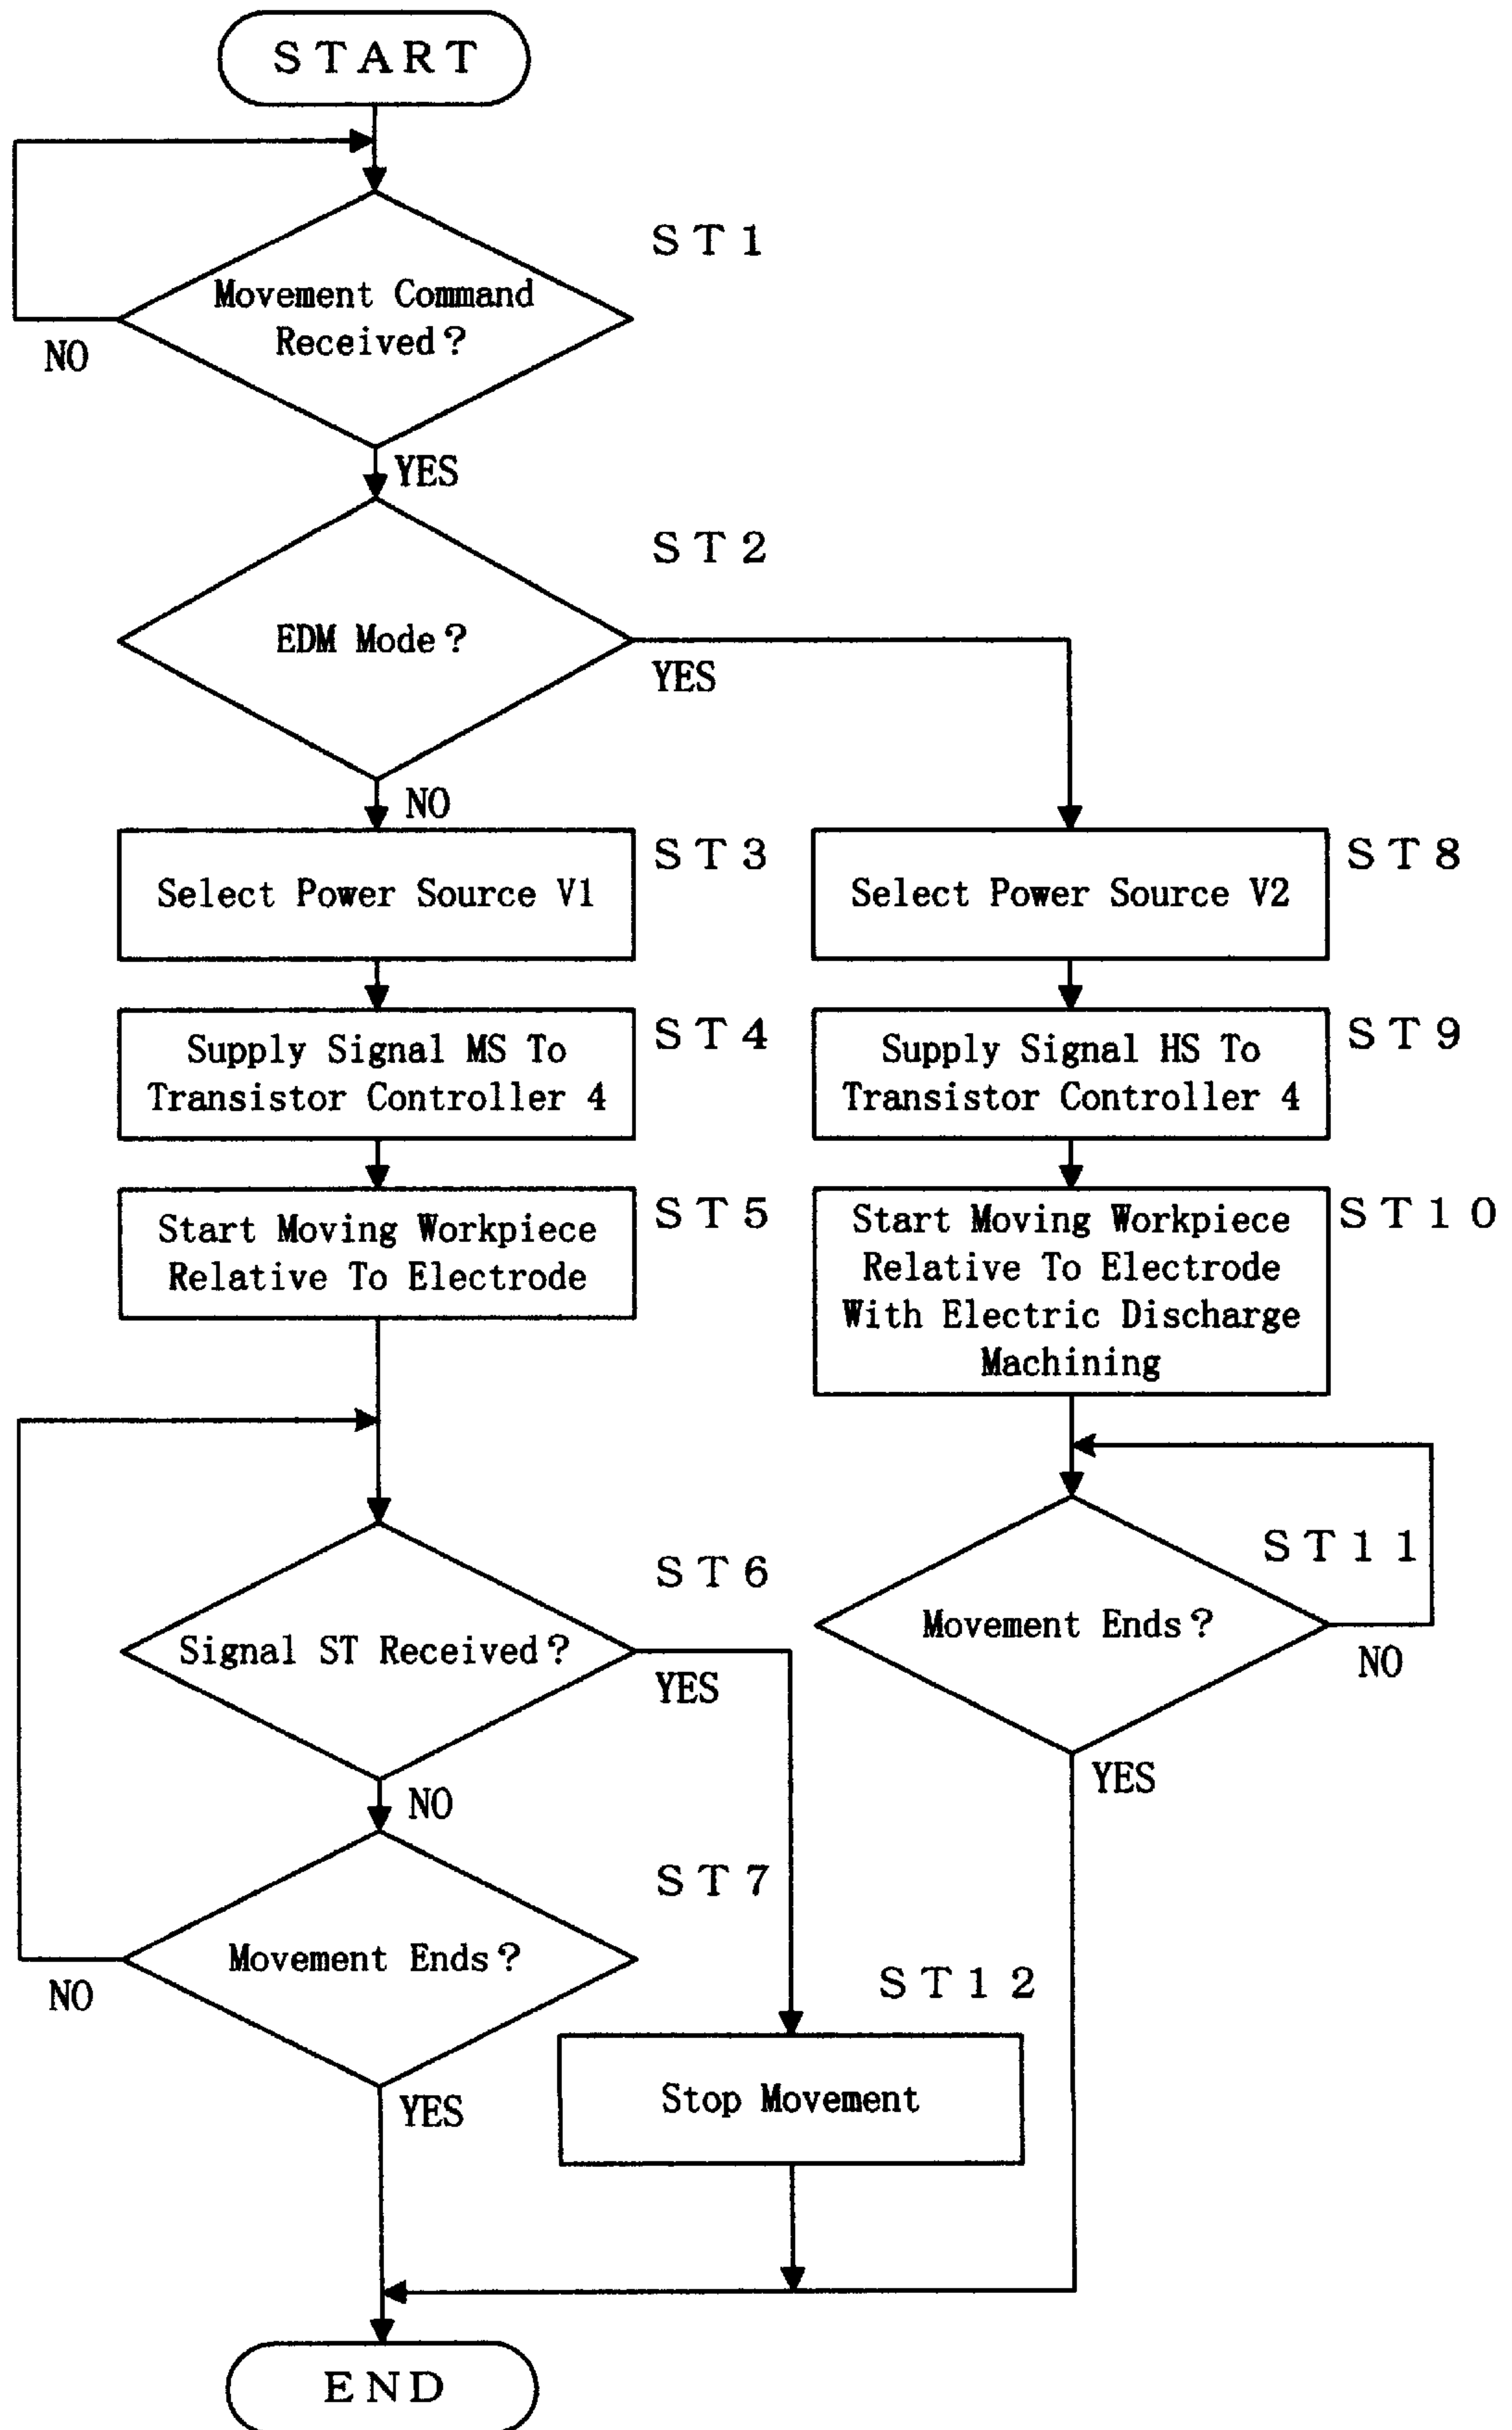 START
ST1
Movement Command
Received?
NO
YES
ST2
EDM Mode?
YES
NO
ST3
Select Power Source V1
ST8
Select Power Source V2
ST4
Supply Signal MS To
Transistor Controller 4
ST9
Supply Signal HS To
Transistor Controller 4
ST5
Start Moving Workpiece
Relative To Electrode
ST10
Start Moving Workpiece
Relative To Electrode
With Electric Discharge
Machining
ST6
Signal ST Received?
YES
NO
ST11
Movement Ends?
NO
YES
ST7
Movement Ends?
NO
YES
ST12
Stop Movement
END